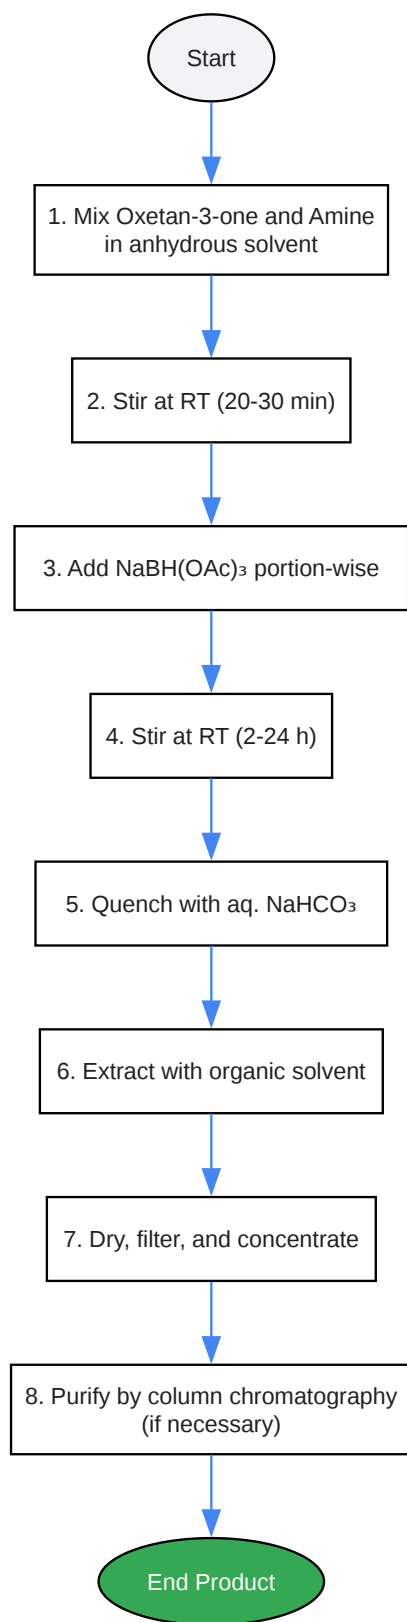 Start
1. Mix Oxetan-3-one and Amine
in anhydrous solvent
2. Stir at RT (20-30 min)
3. Add NaBH(OAc)₃ portion-wise
4. Stir at RT (2-24 h)
5. Quench with aq. NaHCO₃
6. Extract with organic solvent
7. Dry, filter, and concentrate
8. Purify by column chromatography
(if necessary)
End Product